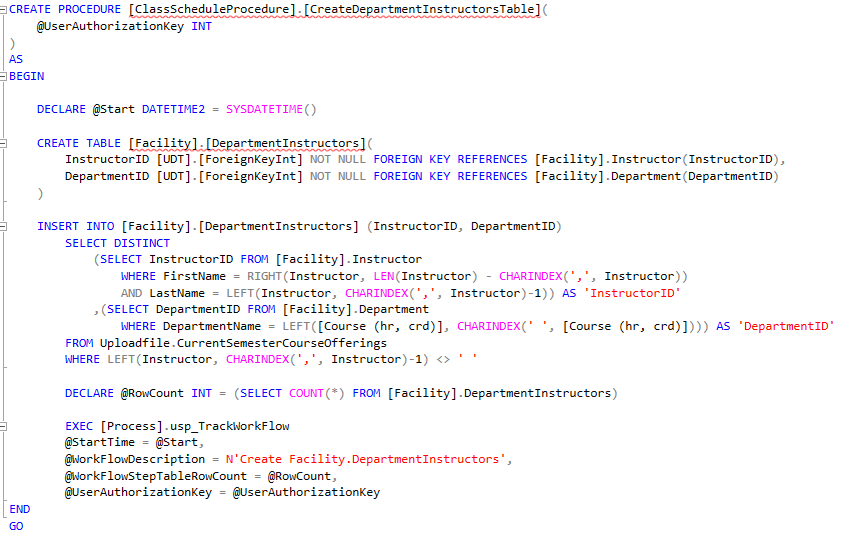 CREATE PROCEDURE [ClassScheduleProcedure].[CreateDepartmentInstructorsTable](
@UserAuthorizationKey INT
)
AS
BEGIN
DECLARE @Start DATETIME2 = SYSDATETIME()
CREATE TABLE [Facility].[DepartmentInstructors](
InstructorID [UDT].[ForeignKeyInt] NOT NULL FOREIGN KEY REFERENCES [Facility].Instructor(InstructorID),
DepartmentID [UDT].[ForeignKeyInt] NOT NULL FOREIGN KEY REFERENCES [Facility].Department(DepartmentID)
)
INSERT INTO [Facility].[DepartmentInstructors] (InstructorID, DepartmentID)
SELECT DISTINCT
(SELECT InstructorID FROM [Facility].Instructor
WHERE FirstName = RIGHT(Instructor, LEN(Instructor) - CHARINDEX(',', Instructor))
AND LastName = LEFT(Instructor, CHARINDEX(',', Instructor)-1)) AS 'InstructorID'
,(SELECT DepartmentID FROM [Facility].Department
WHERE DepartmentName = LEFT([Course (hr, crd)], CHARINDEX(' ', [Course (hr, crd)]))) AS 'DepartmentID'
FROM Uploadfile.CurrentSemesterCourseOfferings
WHERE LEFT(Instructor, CHARINDEX(',', Instructor)-1) <> ' '
DECLARE @RowCount INT = (SELECT COUNT(*) FROM [Facility].DepartmentInstructors)
EXEC [Process].usp_TrackWorkFlow
@StartTime = @Start,
@WorkFlowDescription = N'Create Facility.DepartmentInstructors',
@WorkFlowStepTableRowCount = @RowCount,
@UserAuthorizationKey = @UserAuthorizationKey
END
GO